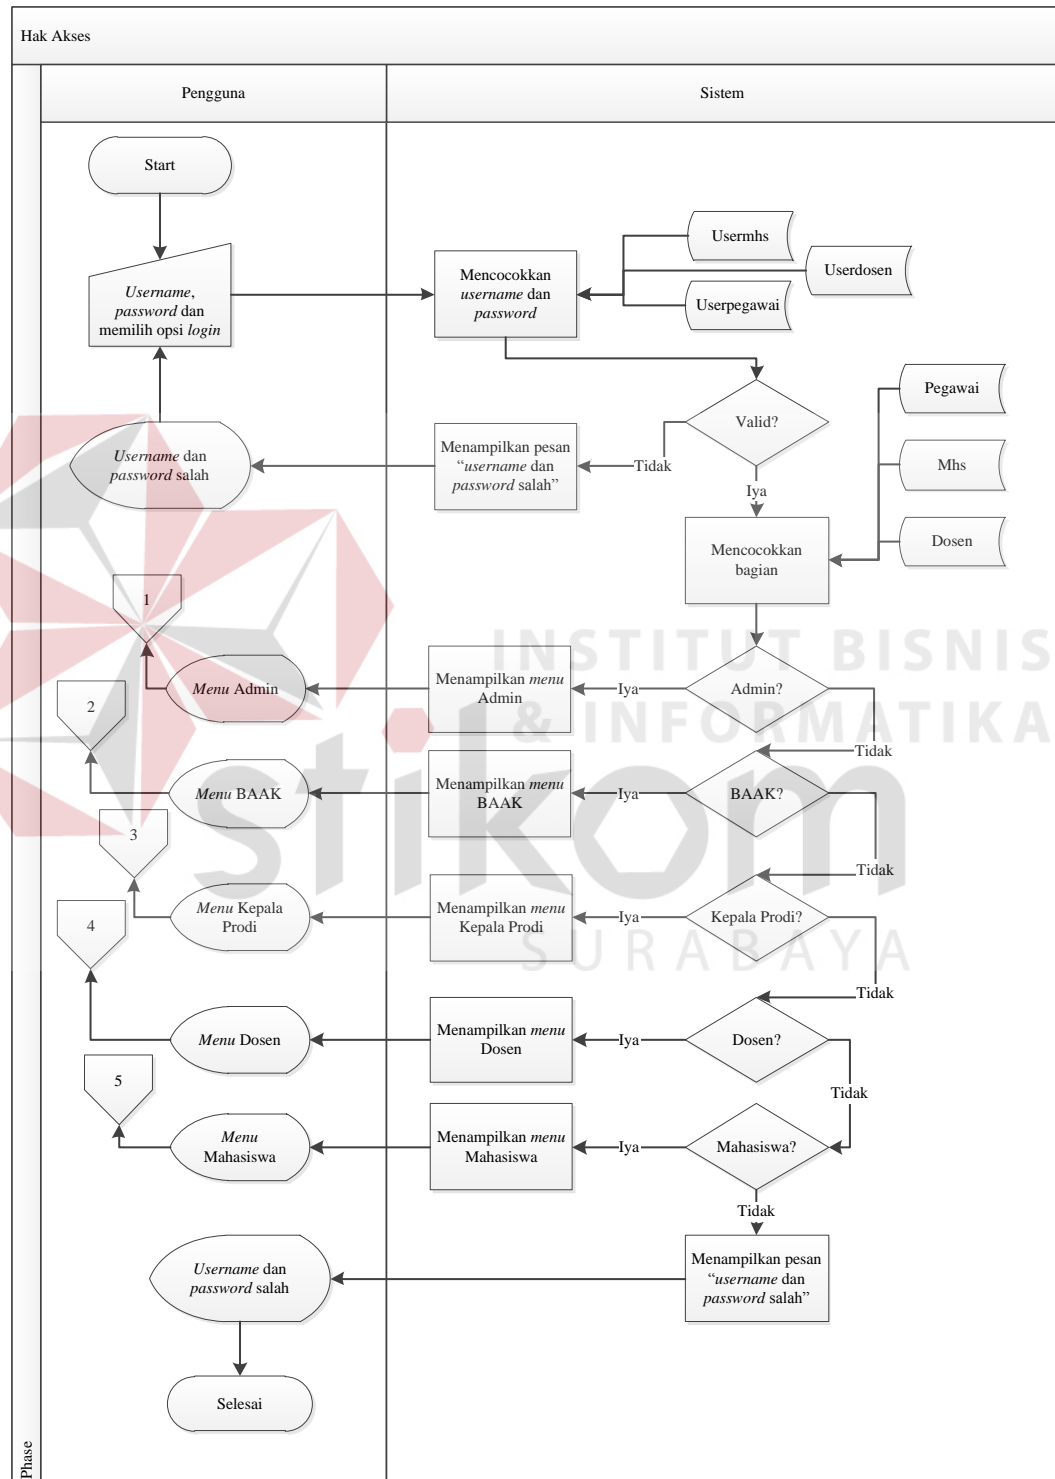 Hak Akses
Pengguna
Sistem
Start
Username,
password dan
memilih opsi login
Mencocokkan
username dan
password
Usermhs
Userdosen
Userpegawai
Valid?
Pegawai
Mhs
Dosen
Tidak
Menampilkan pesan
“username dan
password salah”
Username dan
password salah
Iya
Mencocokkan
bagian
1
Menu Admin
Menampilkan menu
Admin
Iya
Admin?
Tidak
2
Menu BAAK
Menampilkan menu
BAAK
Iya
BAAK?
Tidak
3
Menu Kepala
Prodi
Menampilkan menu
Kepala Prodi
Iya
Kepala Prodi?
Tidak
4
Menu Dosen
Menampilkan menu
Dosen
Iya
Dosen?
Tidak
5
Menu
Mahasiswa
Menampilkan menu
Mahasiswa
Iya
Mahasiswa?
Tidak
Menampilkan pesan
“username dan
password salah”
Username dan
password salah
Selesai
Phase
INSTITUT BISNIS
& INFORMATIKA
stikom
SURABAYA